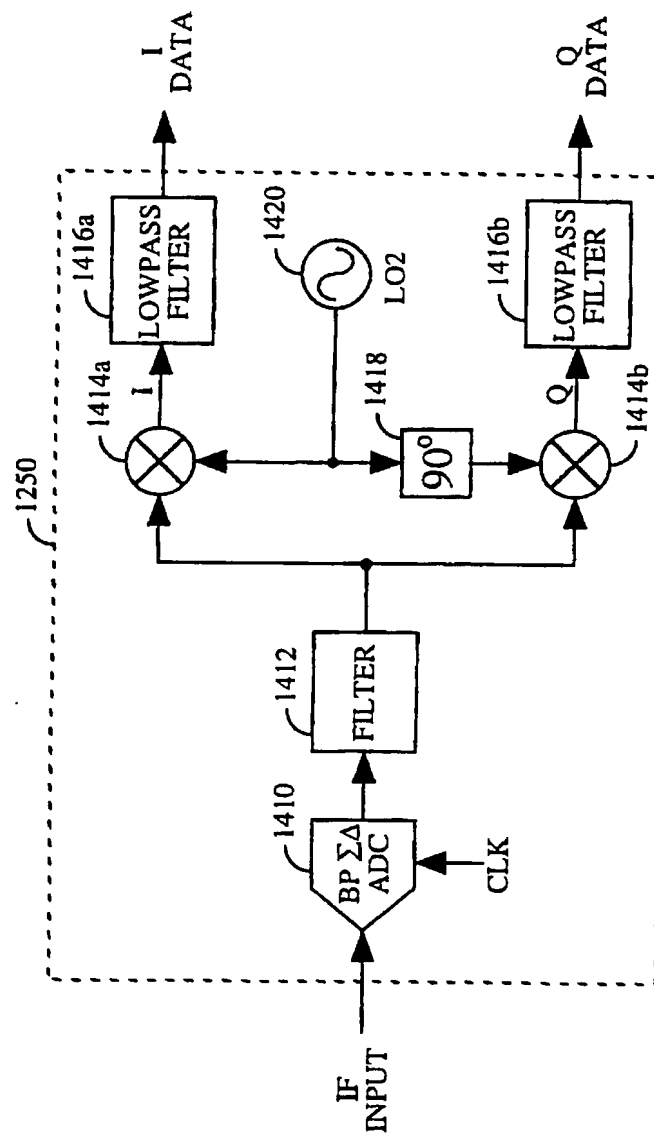 1250
IF
INPUT
1410
BP ΣΔ
ADC
CLK
1412
FILTER
1414a
I
1416a
LOWPASS
FILTER
I
DATA
1420
LO2
1418
90°
1414b
Q
1416b
LOWPASS
FILTER
Q
DATA